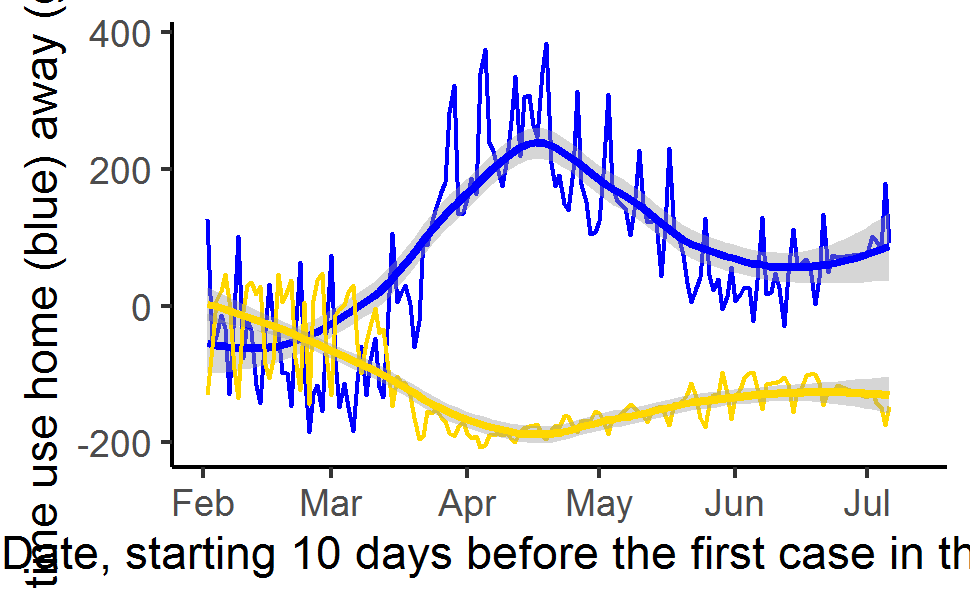 time use home (blue) away (
400
200
0
-200
Feb Mar Apr May Jun Jul
Date, starting 10 days before the first case in th